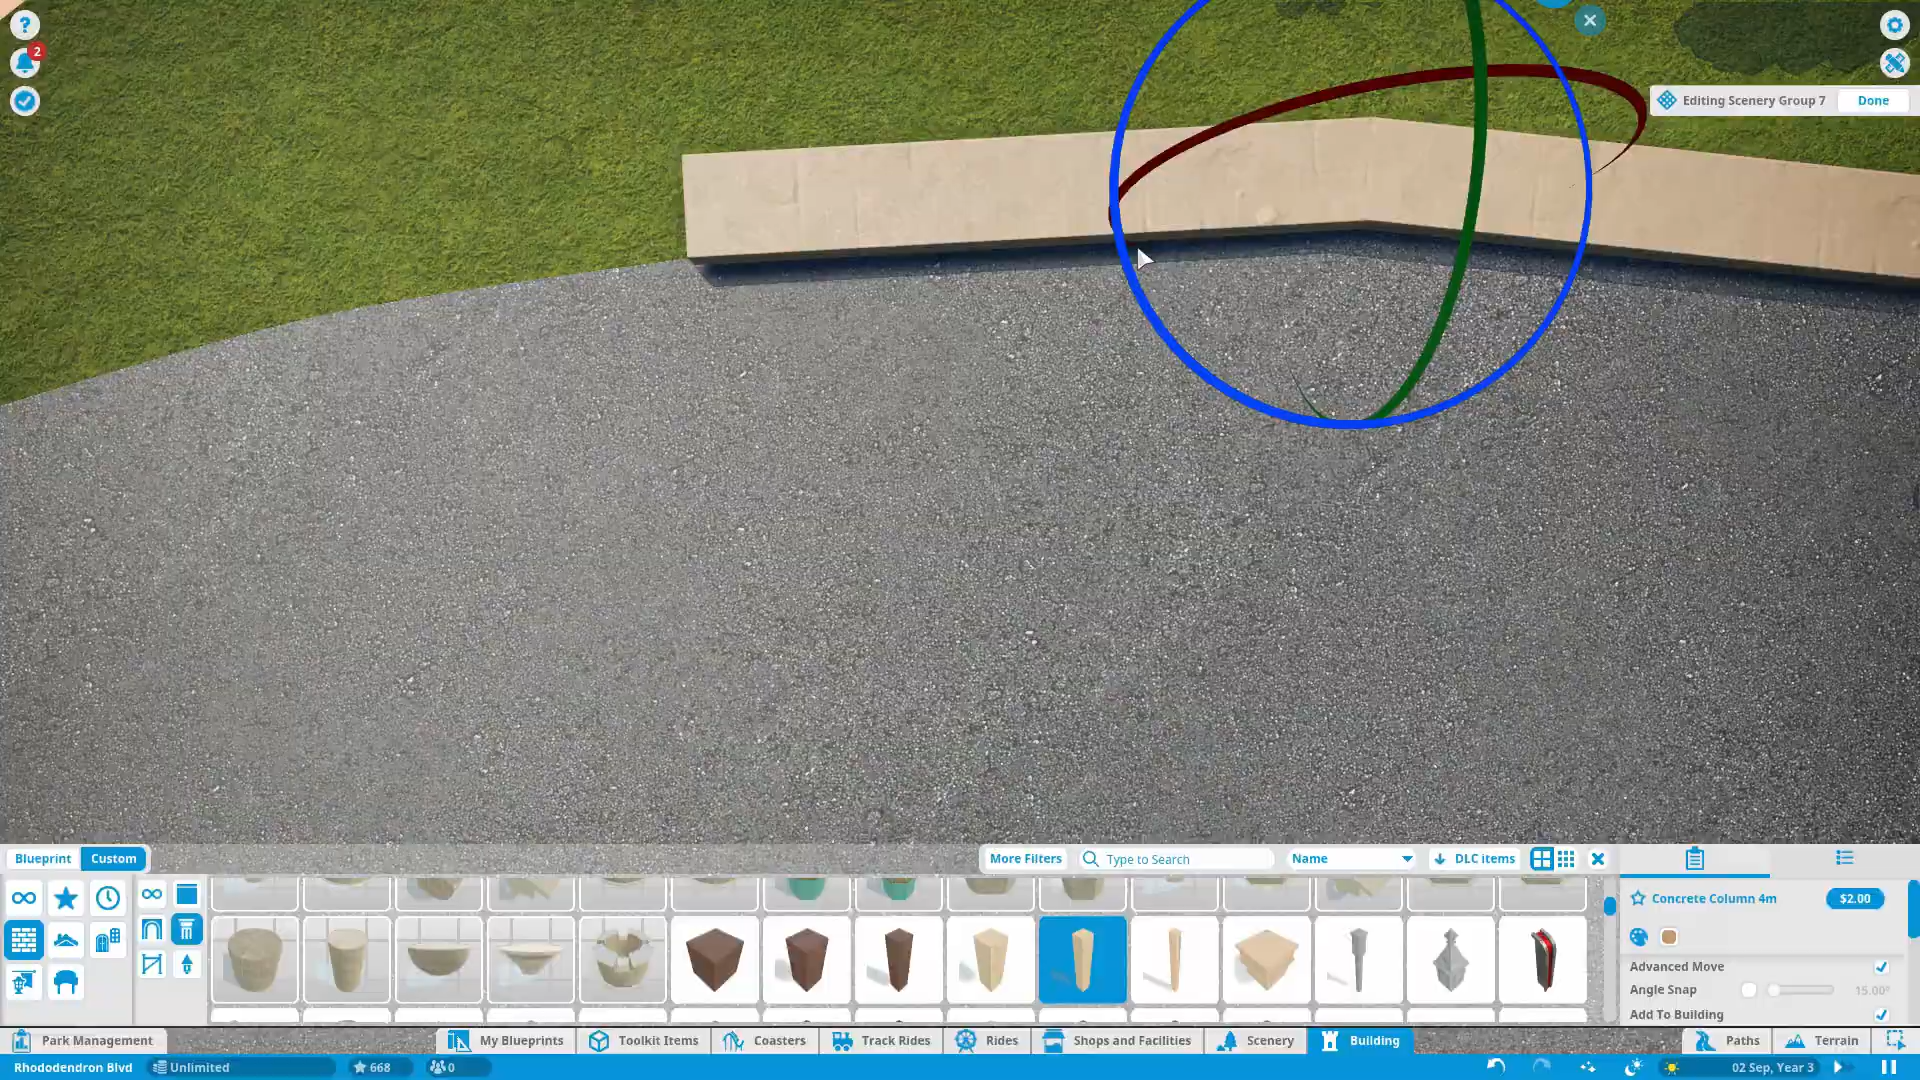 ?
2
Editing Scenery Group 7
Done
Blueprint
Custom
More Filters
Type to Search
Name
DLC items
Concrete Column 4m
$2.00
Advanced Move
Angle Snap
15.00°
Add To Building
Park Management
My Blueprints
Toolkit Items
Coasters
Track Rides
Rides
Shops and Facilities
Scenery
Building
Paths
Terrain
Rhododendron Blvd
Unlimited
668
0
02 Sep, Year 3